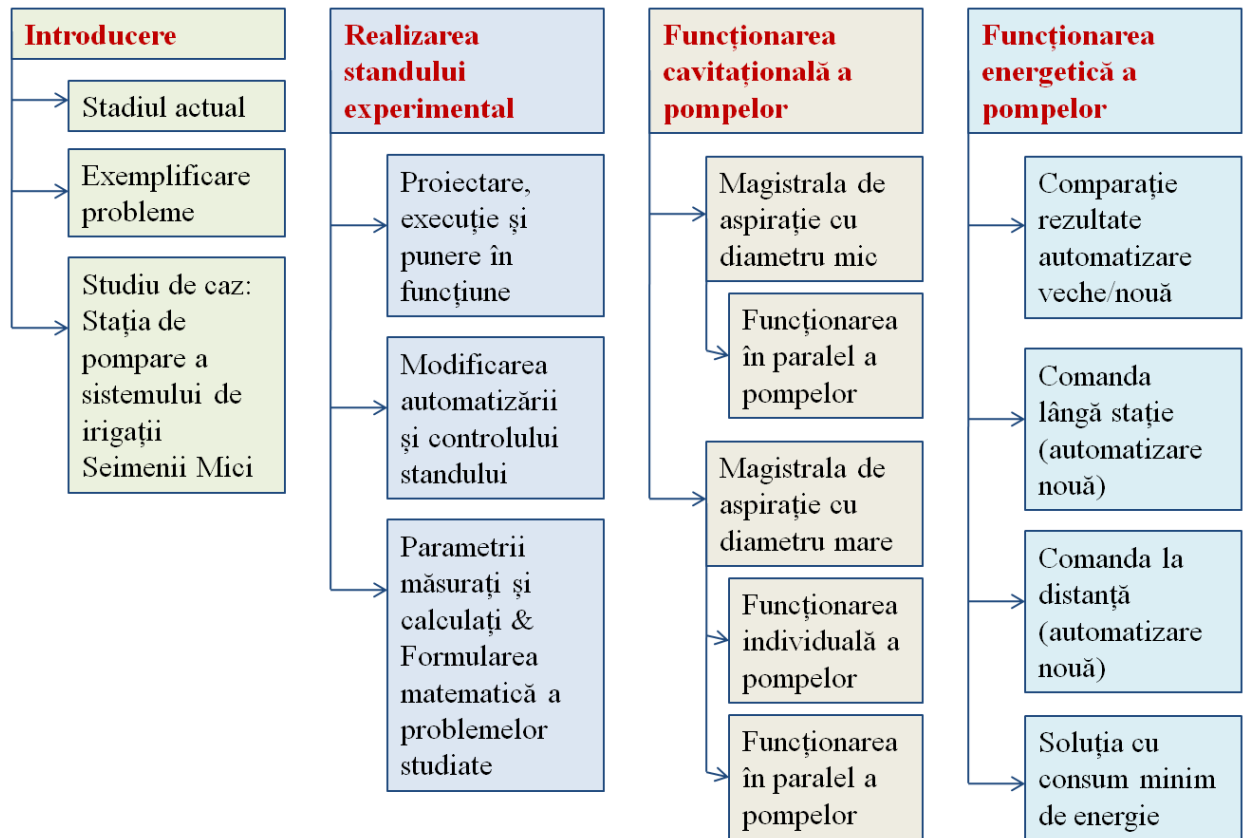 Introducere
Stadiul actual
Exemplificare
probleme
Studiu de caz:
Stația de
pompare a
sistemului de
irigații
Seimenii Mici
Realizarea
standului
experimental
Proiectare,
execuție și
punere în
funcțiune
Modificarea
automatizării
și controlului
standului
Parametrii
măsurați și
calculați &
Formularea
matematică a
problemelor
studiate
Funcționarea
cavitațională a
pompelor
Magistrala de
aspirație cu
diametru mic
Funcționarea
în paralel a
pompelor
Magistrala de
aspirație cu
diametru mare
Funcționarea
individuală a
pompelor
Funcționarea
în paralel a
pompelor
Funcționarea
energetică a
pompelor
Comparație
rezultate
automatizare
veche/nouă
Comanda
lângă stație
(automatizare
nouă)
Comanda la
distanță
(automatizare
nouă)
Soluția cu
consum minim
de energie